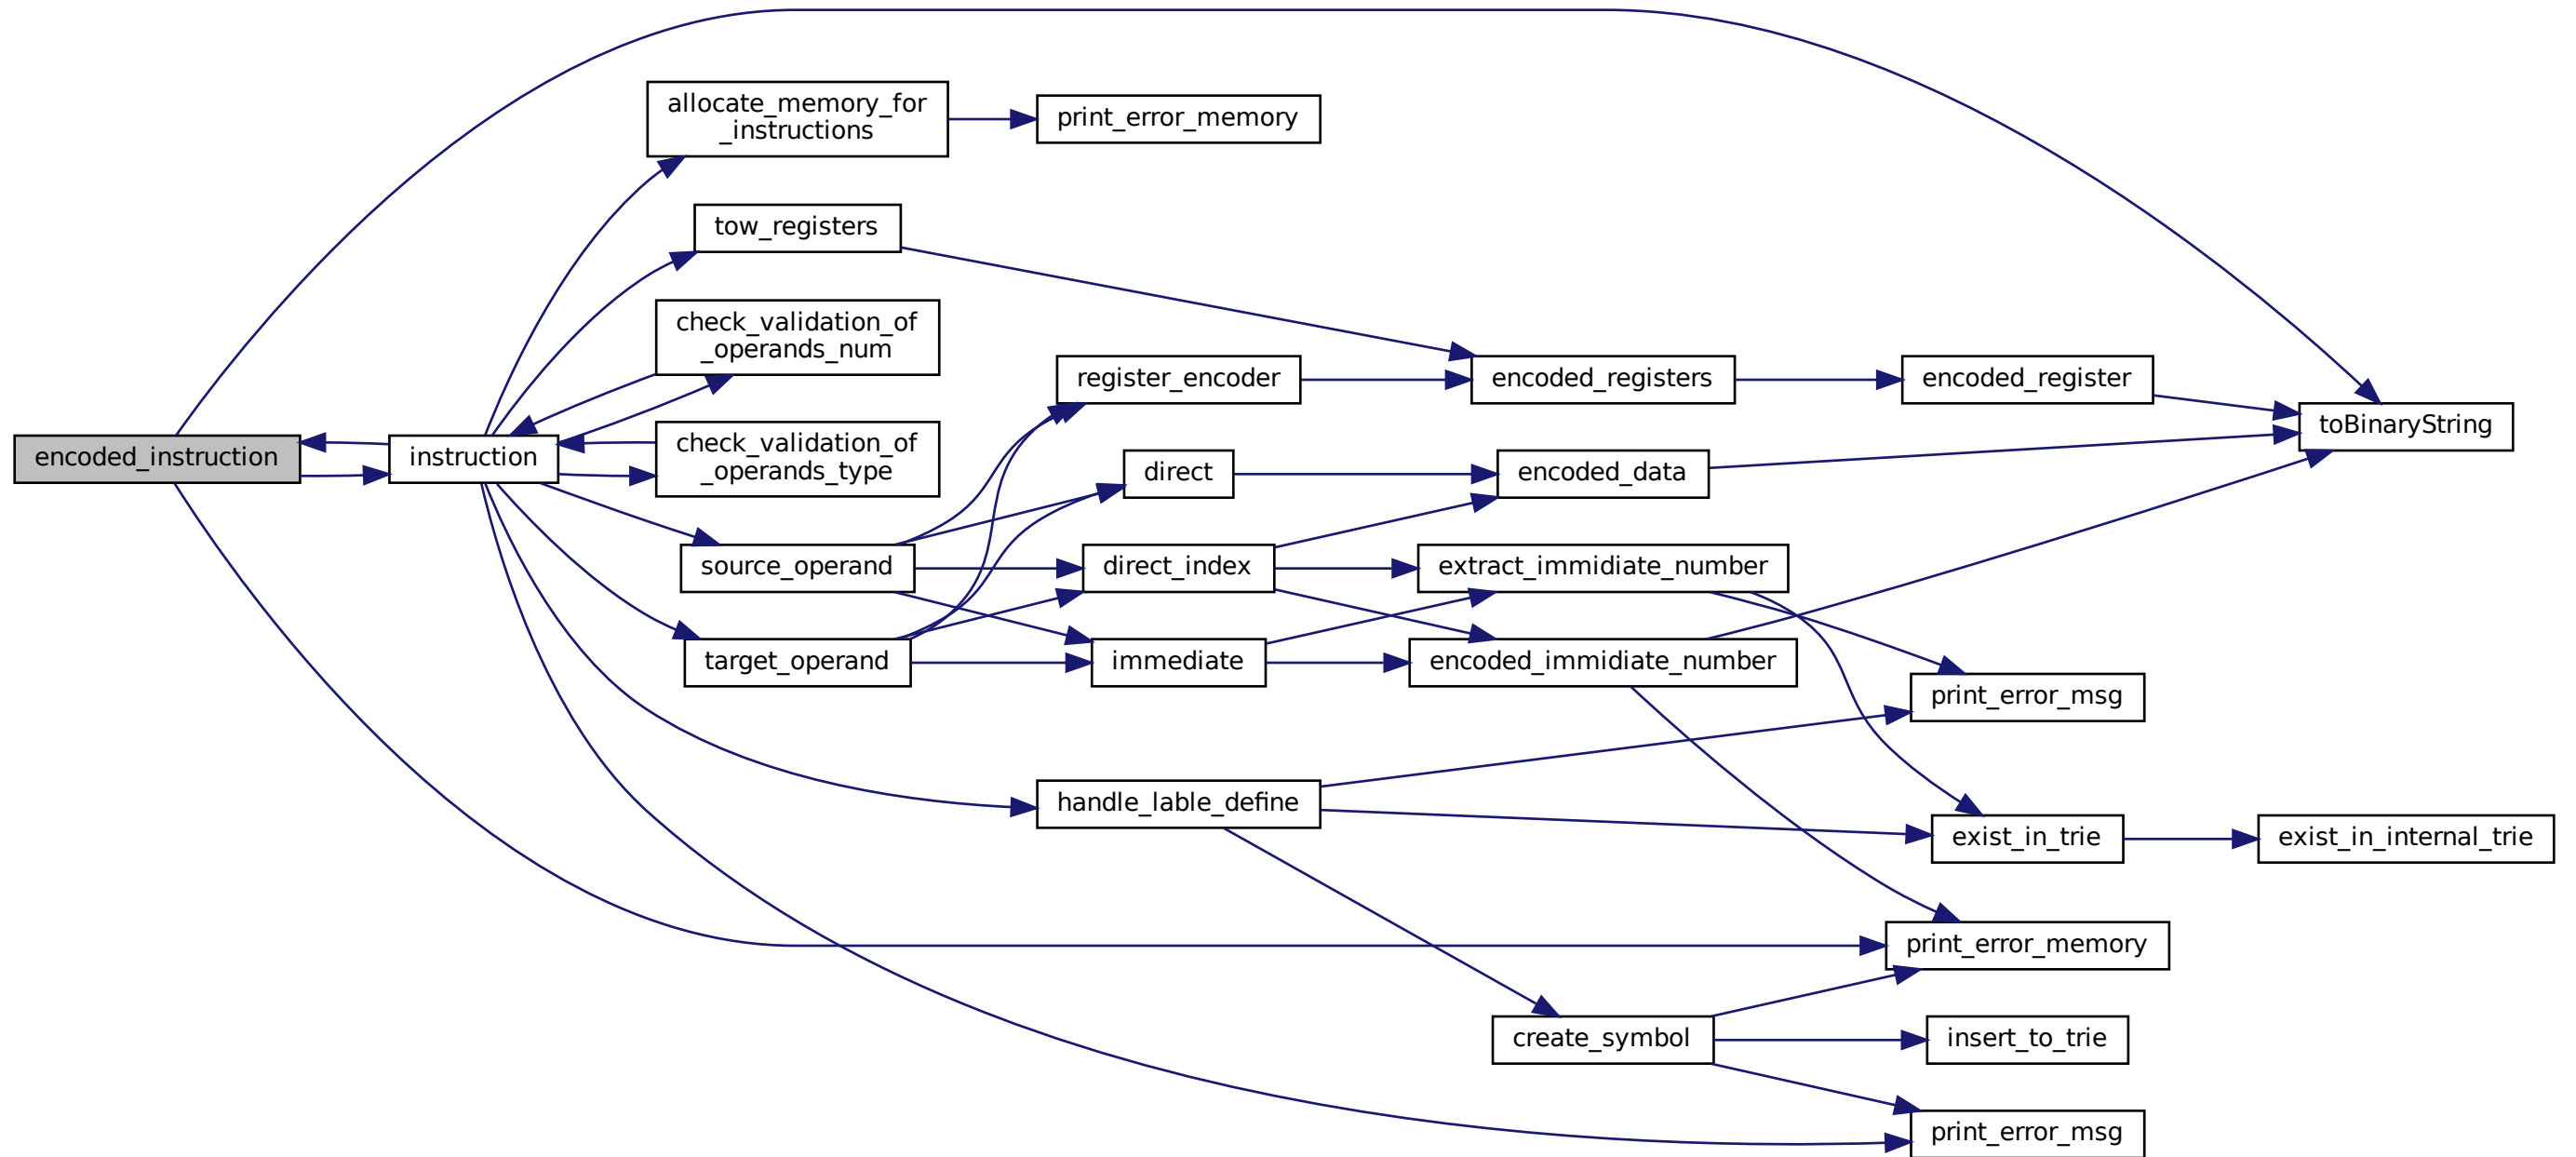 allocate_memory_for
_instructions
print_error_memory
tow_registers
check_validation_of
_operands_num
register_encoder
encoded_registers
encoded_register
toBinaryString
encoded_instruction
instruction
check_validation_of
_operands_type
direct
encoded_data
source_operand
direct_index
extract_immidiate_number
target_operand
immediate
encoded_immidiate_number
print_error_msg
handle_lable_define
exist_in_trie
exist_in_internal_trie
print_error_memory
create_symbol
insert_to_trie
print_error_msg